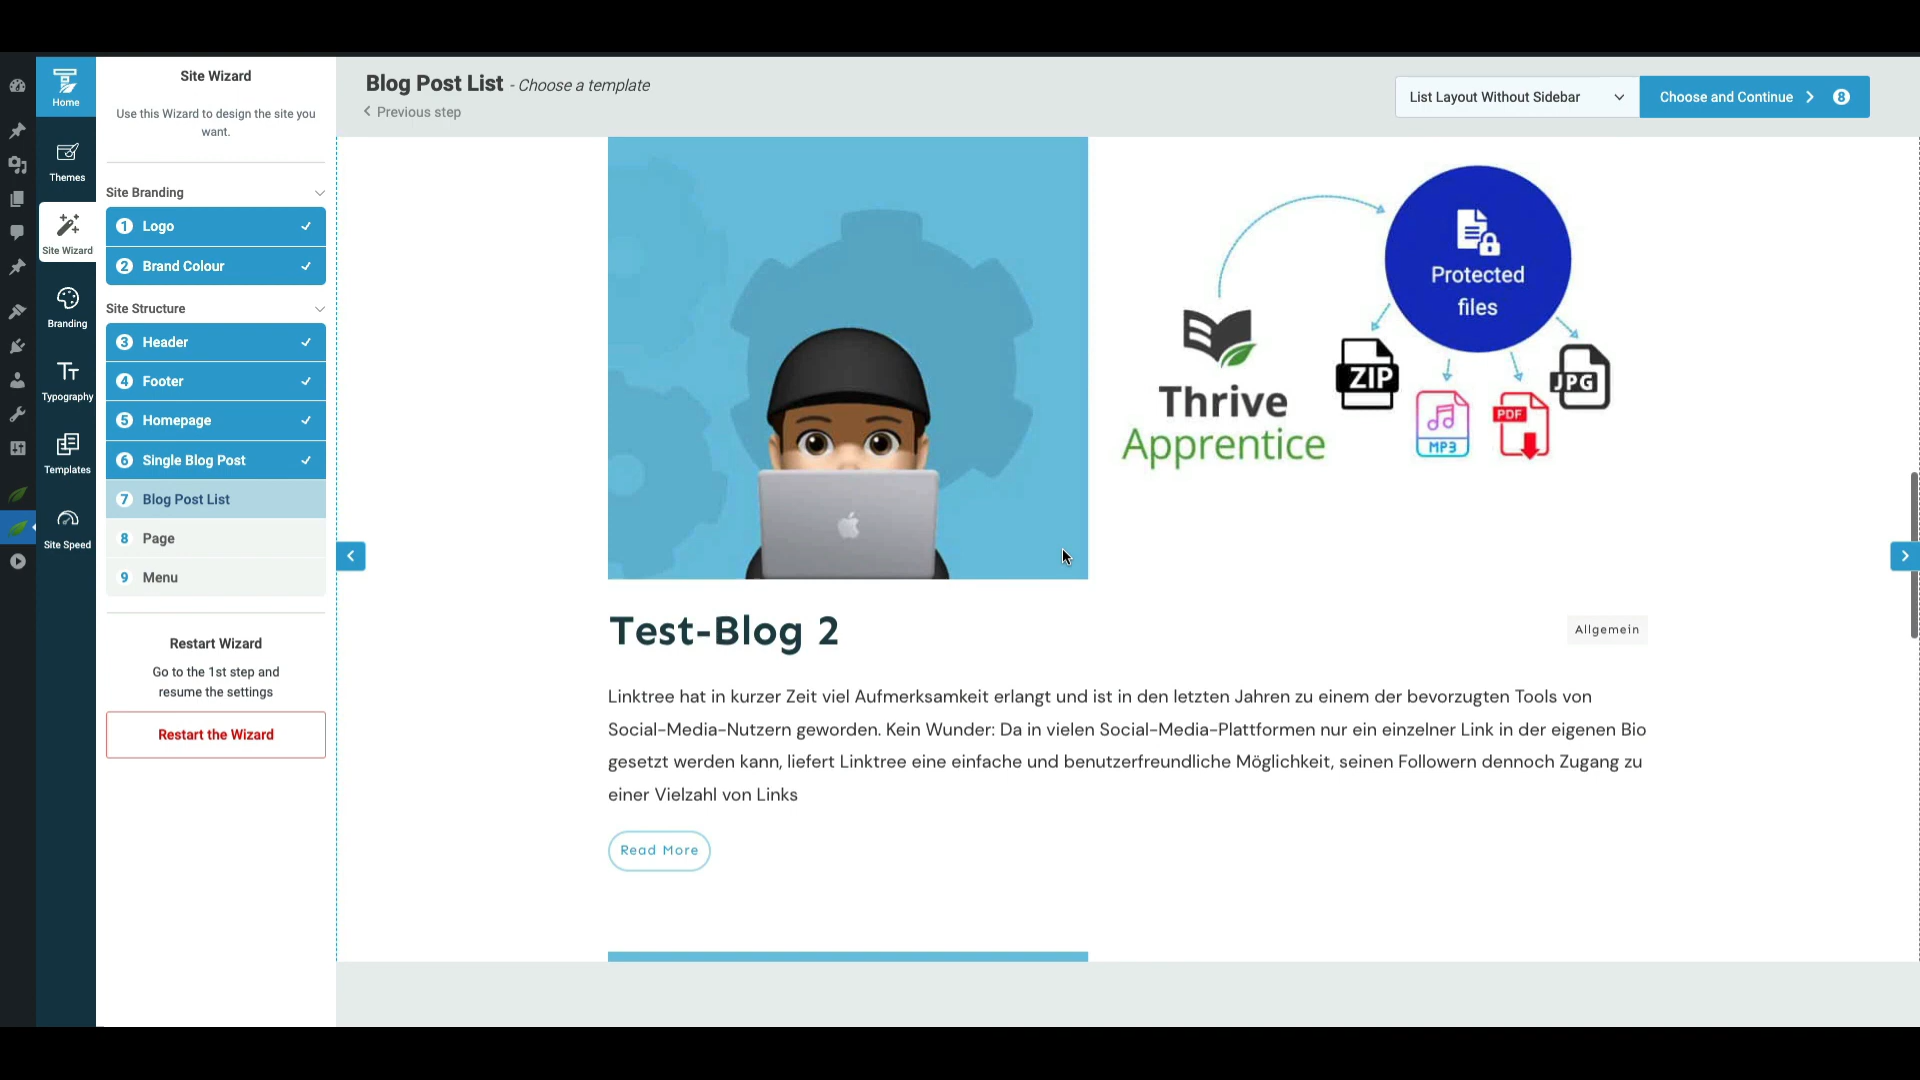 Home
Themes
Site Wizard
Branding
Typography
Templates
Site Speed
Site Wizard
Use this Wizard to design the site you
want.
Site Branding
1 Logo
2 Brand Colour
Site Structure
3 Header
4 Footer
5 Homepage
6 Single Blog Post
7 Blog Post List
8 Page
9 Menu
Restart Wizard
Go to the 1st step and
resume the settings
Restart the Wizard
Blog Post List - Choose a template
Previous step
List Layout Without Sidebar
Choose and Continue 8
Protected
files
Thrive
Apprentice
ZIP
MP3
PDF
JPG
Test-Blog 2
Allgemein
Linktree hat in kurzer Zeit viel Aufmerksamkeit erlangt und ist in den letzten Jahren zu einem der bevorzugten Tools von
Social-Media-Nutzern geworden. Kein Wunder: Da in vielen Social-Media-Plattformen nur ein einzelner Link in der eigenen Bio
gesetzt werden kann, liefert Linktree eine einfache und benutzerfreundliche Möglichkeit, seinen Followern dennoch Zugang zu
einer Vielzahl von Links
Read More